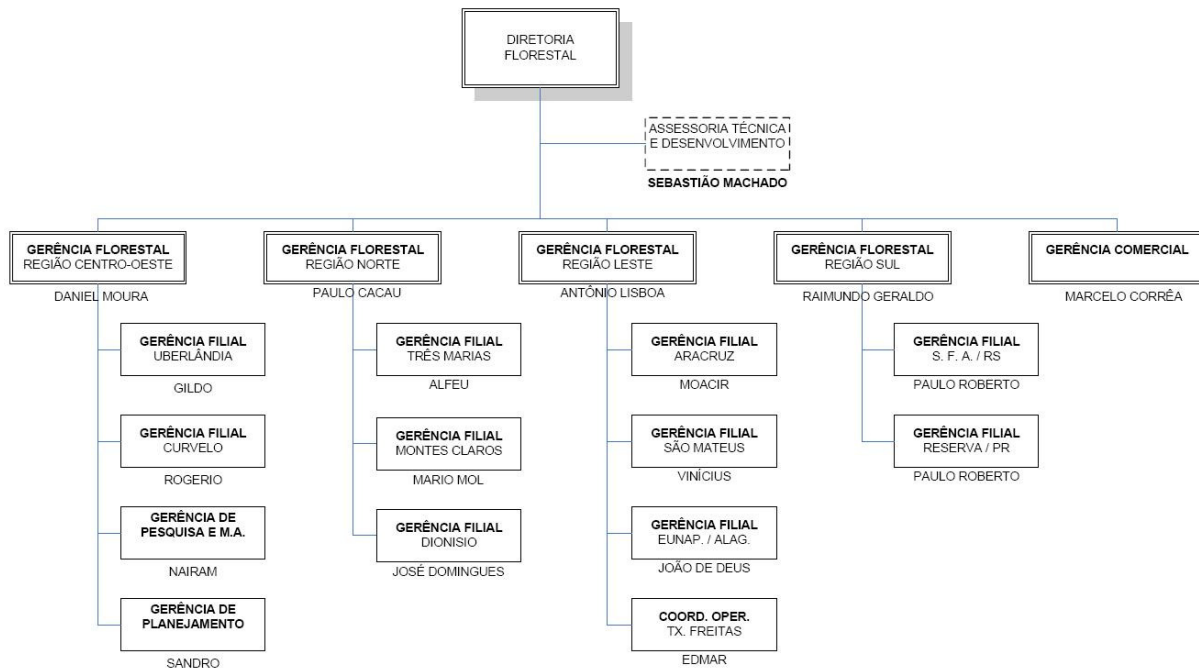 DIRETORIA
FLORESTAL
ASSESSORIA TÉCNICA
E DESENVOLVIMENTO
SEBASTIÃO MACHADO
GERÊNCIA FLORESTAL
REGIÃO CENTRO-OESTE
DANIEL MOURA
GERÊNCIA FILIAL
UBERLÂNDIA
GILDO
GERÊNCIA FILIAL
CURVELO
ROGERIO
GERÊNCIA DE
PESQUISA E M.A.
NAIRAM
GERÊNCIA DE
PLANEJAMENTO
SANDRO
GERÊNCIA FLORESTAL
REGIÃO NORTE
PAULO CACAU
GERÊNCIA FILIAL
TRÊS MARIAS
ALFEU
GERÊNCIA FILIAL
MONTES CLAROS
MARIO MOL
GERÊNCIA FILIAL
DIONISIO
JOSÉ DOMINGUES
GERÊNCIA FLORESTAL
REGIÃO LESTE
ANTÔNIO LISBOA
GERÊNCIA FILIAL
ARACRUZ
MOACIR
GERÊNCIA FILIAL
SÃO MATEUS
VINÍCIUS
GERÊNCIA FILIAL
EUNAP. / ALAG.
JOÃO DE DEUS
COORD. OPER.
TX. FREITAS
EDMAR
GERÊNCIA FLORESTAL
REGIÃO SUL
RAIMUNDO GERALDO
GERÊNCIA FILIAL
S. F. A. / RS
PAULO ROBERTO
GERÊNCIA FILIAL
RESERVA / PR
PAULO ROBERTO
GERÊNCIA COMERCIAL
MARCELO CORRÊA